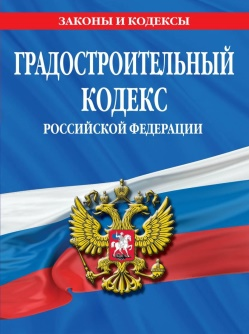 ЗАКОНЫ И КОДЕКСЫ
ГРАДОСТРОИТЕЛЬНЫЙ
КОДЕКС
РОССИЙСКОЙ ФЕДЕРАЦИИ